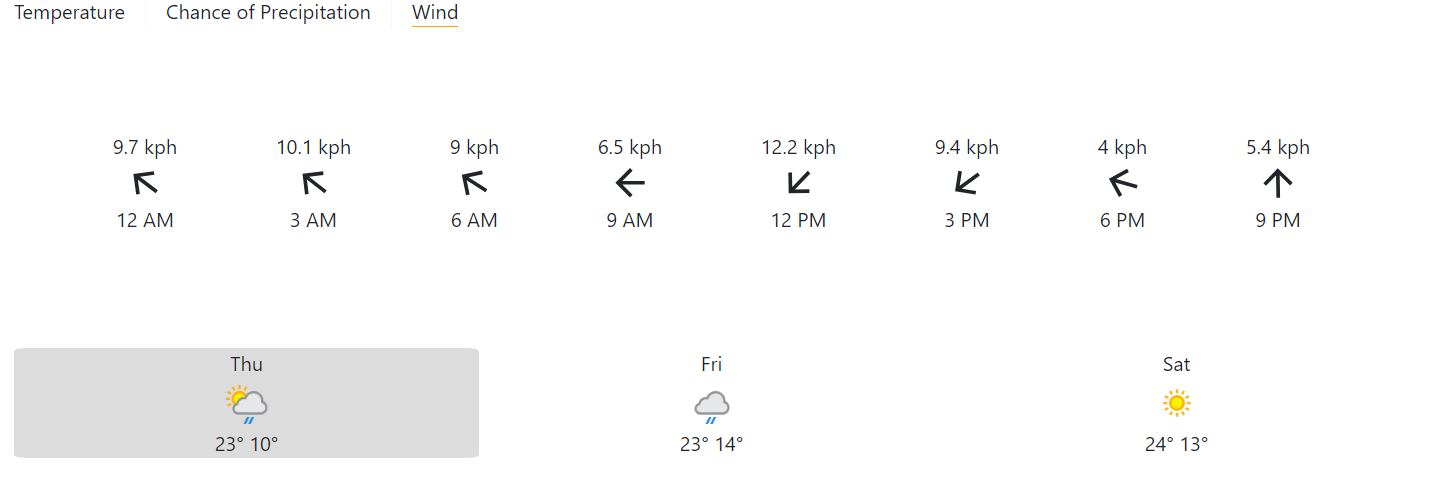 Temperature Chance of Precipitation Wind
9.7 kph 10.1 kph 9 kph 6.5 kph 12.2 kph 9.4 kph 4 kph 5.4 kph
12 AM 3 AM 6 AM 9 AM 12 PM 3 PM 6 PM 9 PM
Thu Fri Sat
23° 10° 23° 14° 24° 13°